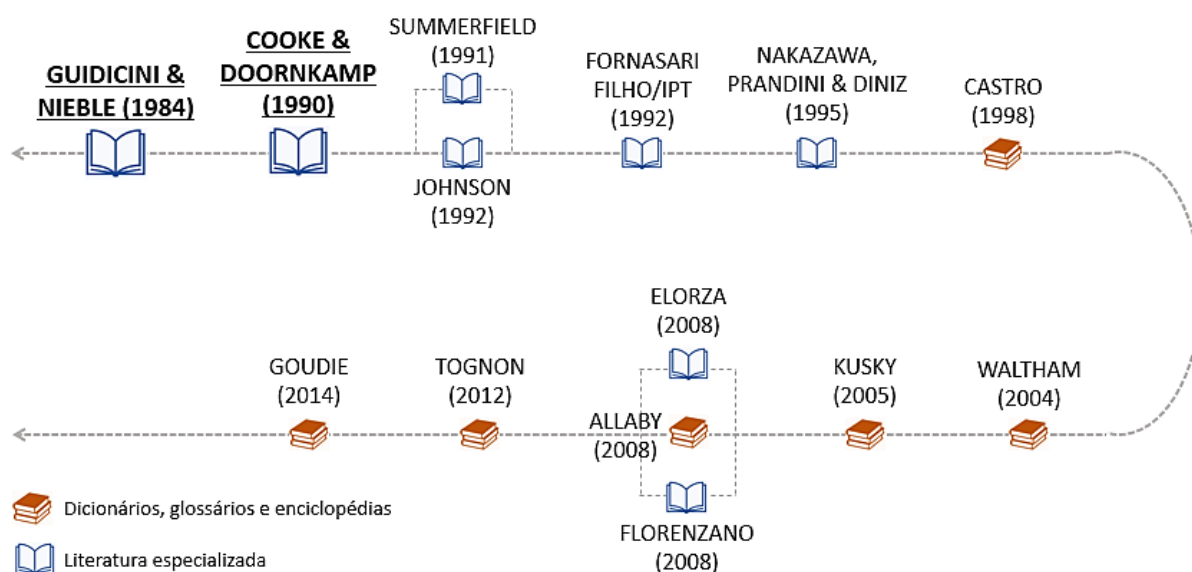 GUIDICINI &
NIEBLE (1984)
COOKE &
DOORNKAMP
(1990)
SUMMERFIELD
(1991)
JOHNSON
(1992)
FORNASARI
FILHO/IPT
(1992)
NAKAZAWA,
PRANDINI & DINIZ
(1995)
CASTRO
(1998)
GOUDIE
(2014)
TOGNON
(2012)
ELORZA
(2008)
ALLABY
(2008)
FLORENZANO
(2008)
KUSKY
(2005)
WALTHAM
(2004)
Dicionários, glossários e enciclopédias
Literatura especializada